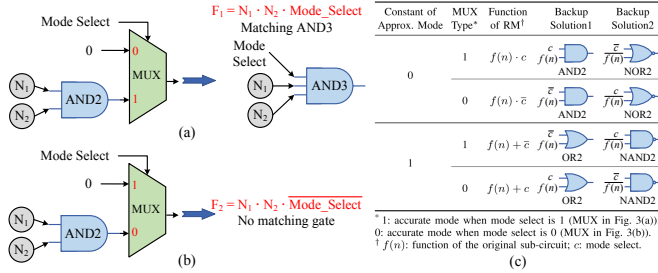 F₁ = N₁ · N₂ · Mode_Select
Matching AND3
Mode Select
0
0
MUX
1
N₁
N₂
AND2
Mode
Select
N₁
N₂
AND3
(a)
Mode Select
0
1
MUX
0
N₁
N₂
AND2
F₂ = N₁ · N₂ · \overline{Mode_Select}
No matching gate
(b)
Constant of Approx. Mode | MUX Type* | Function of RM† | Backup Solution1 | Backup Solution2
0 | 1 | f(n) · c | c f(n) AND2 | c̅ \overline{f(n)} NOR2
0 | f(n) · c̅ | c̅ f(n) AND2 | c \overline{f(n)} NOR2
1 | 1 | f(n) + c̅ | c̅ f(n) OR2 | c \overline{f(n)} NAND2
0 | f(n) + c | c f(n) OR2 | c̅ \overline{f(n)} NAND2
* 1: accurate mode when mode select is 1 (MUX in Fig. 3(a))
0: accurate mode when mode select is 0 (MUX in Fig. 3(b)).
† f(n): function of the original sub-circuit; c: mode select.
(c)